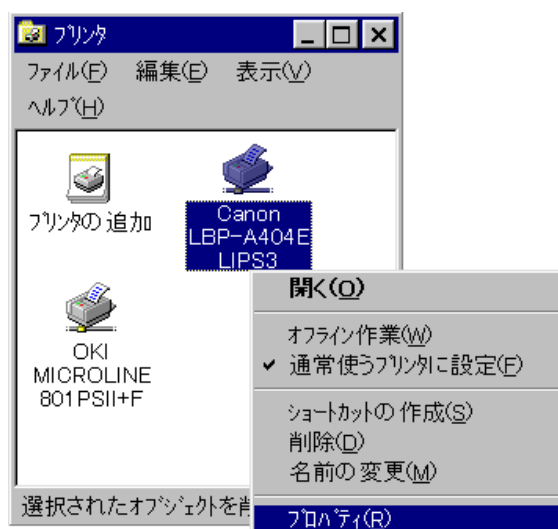 プリンタ
ファイル(F) 編集(E) 表示(V)
ヘルプ(H)
プリンタの追加
Canon
LBP-A404E
LIPS3
OKI
MICROLINE
801PSII+F
開く(O)
オフライン作業(W)
通常使うプリンタに設定(F)
ショートカットの作成(S)
削除(D)
名前の変更(M)
プロパティ(R)
選択されたオブジェクトを削